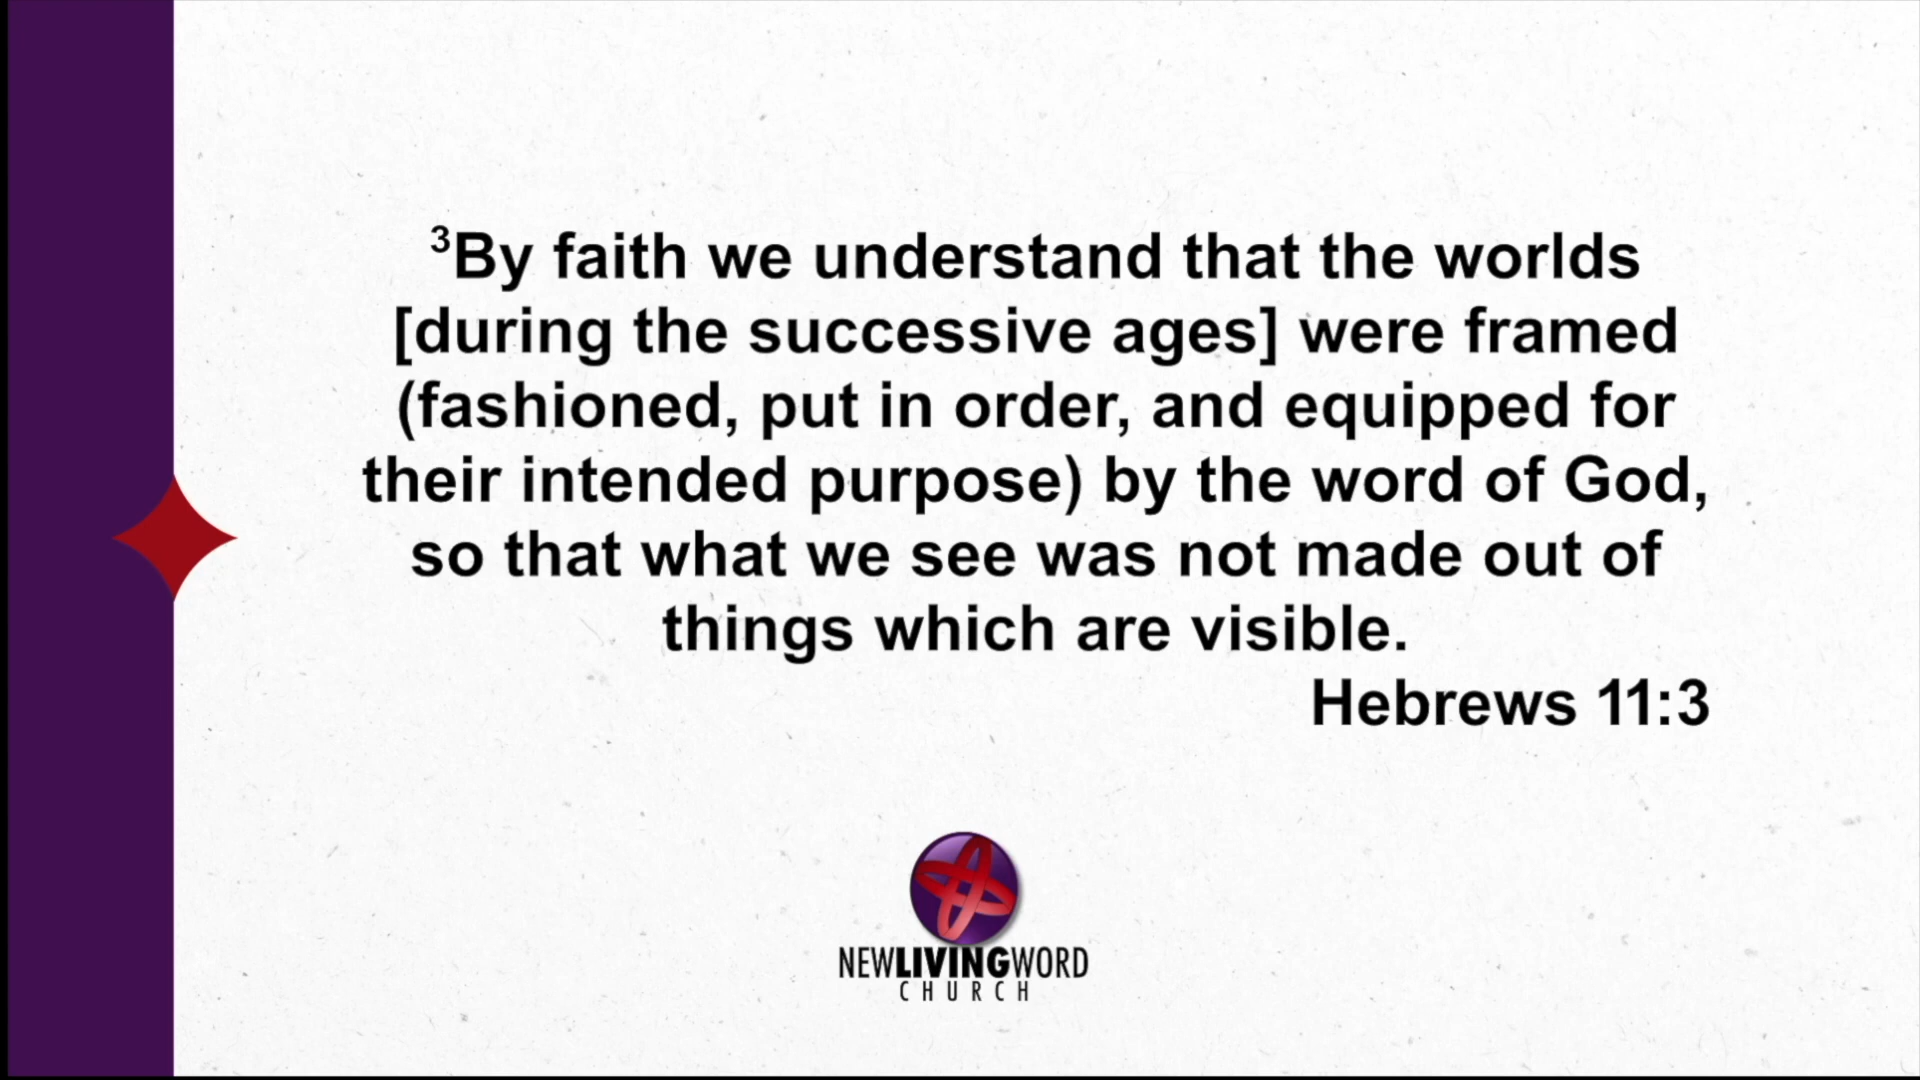 ³By faith we understand that the worlds
[during the successive ages] were framed
(fashioned, put in order, and equipped for
their intended purpose) by the word of God,
so that what we see was not made out of
things which are visible.
Hebrews 11:3
NEWLIVINGWORD
CHURCH